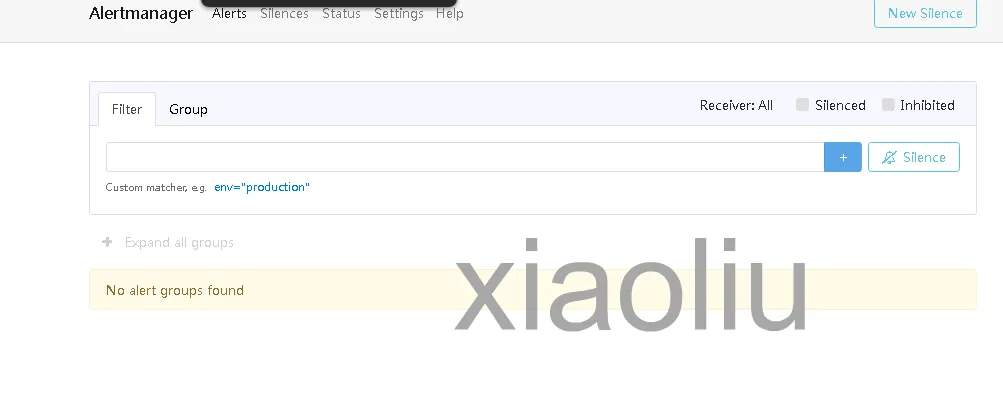 Alertmanager Alerts Silences Status Settings Help New Silence
Filter Group Receiver: All Silenced Inhibited
+ Silence
Custom matcher, e.g. env="production"
+ Expand all groups
No alert groups found
xiaoliu